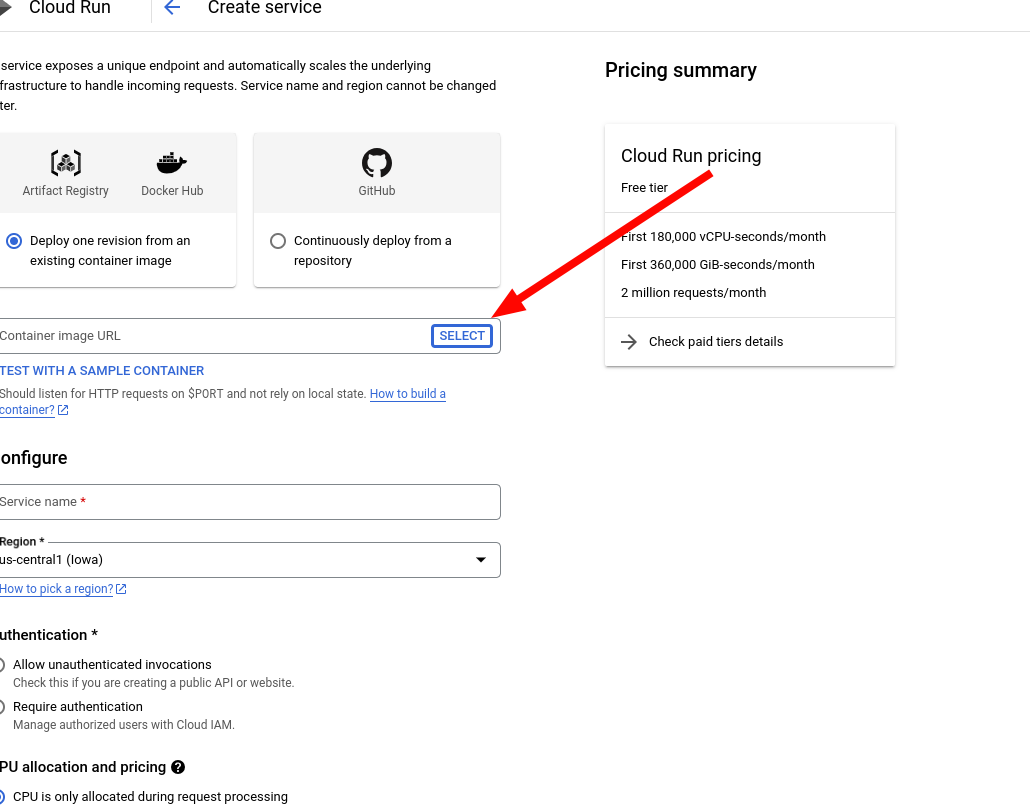 Cloud Run
Create service
service exposes a unique endpoint and automatically scales the underlying
frastructure to handle incoming requests. Service name and region cannot be changed
ter.
Artifact Registry
Docker Hub
GitHub
Deploy one revision from an
existing container image
Continuously deploy from a
repository
Container image URL
SELECT
TEST WITH A SAMPLE CONTAINER
Should listen for HTTP requests on $PORT and not rely on local state. How to build a
container?
onfigure
Service name *
Region *
us-central1 (Iowa)
How to pick a region?
uthentication *
Allow unauthenticated invocations
Check this if you are creating a public API or website.
Require authentication
Manage authorized users with Cloud IAM.
PU allocation and pricing
CPU is only allocated during request processing
Pricing summary
Cloud Run pricing
Free tier
First 180,000 vCPU-seconds/month
First 360,000 GiB-seconds/month
2 million requests/month
Check paid tiers details